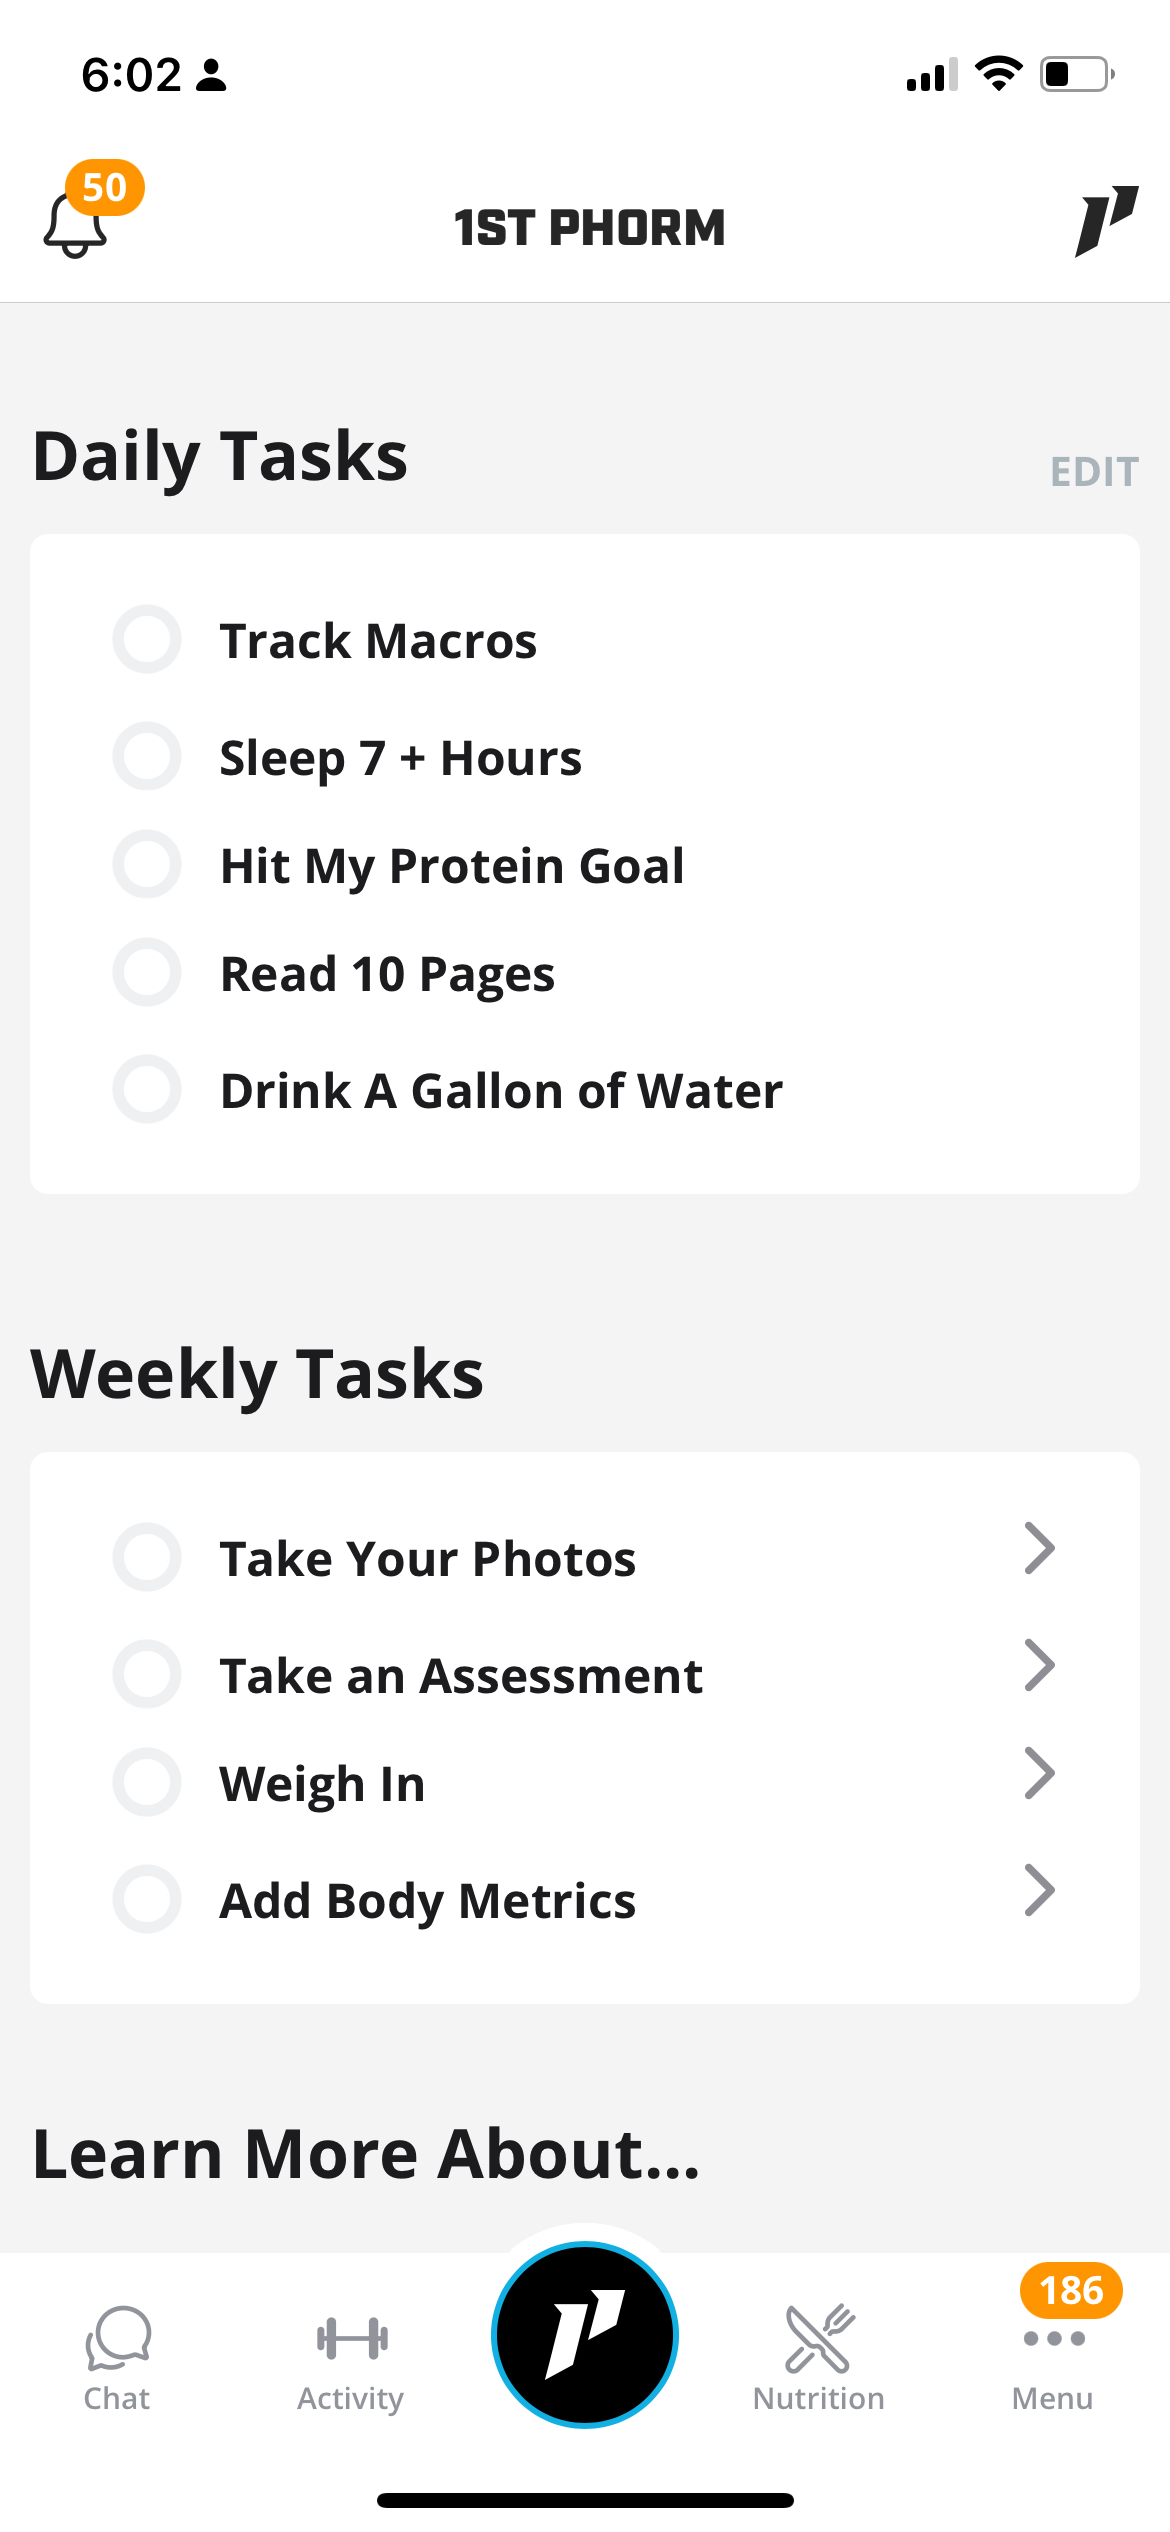 6:02
50
1ST PHORM
Daily Tasks
EDIT
Track Macros
Sleep 7 + Hours
Hit My Protein Goal
Read 10 Pages
Drink A Gallon of Water
Weekly Tasks
Take Your Photos
Take an Assessment
Weigh In
Add Body Metrics
Learn More About...
186
Chat
Activity
Nutrition
Menu